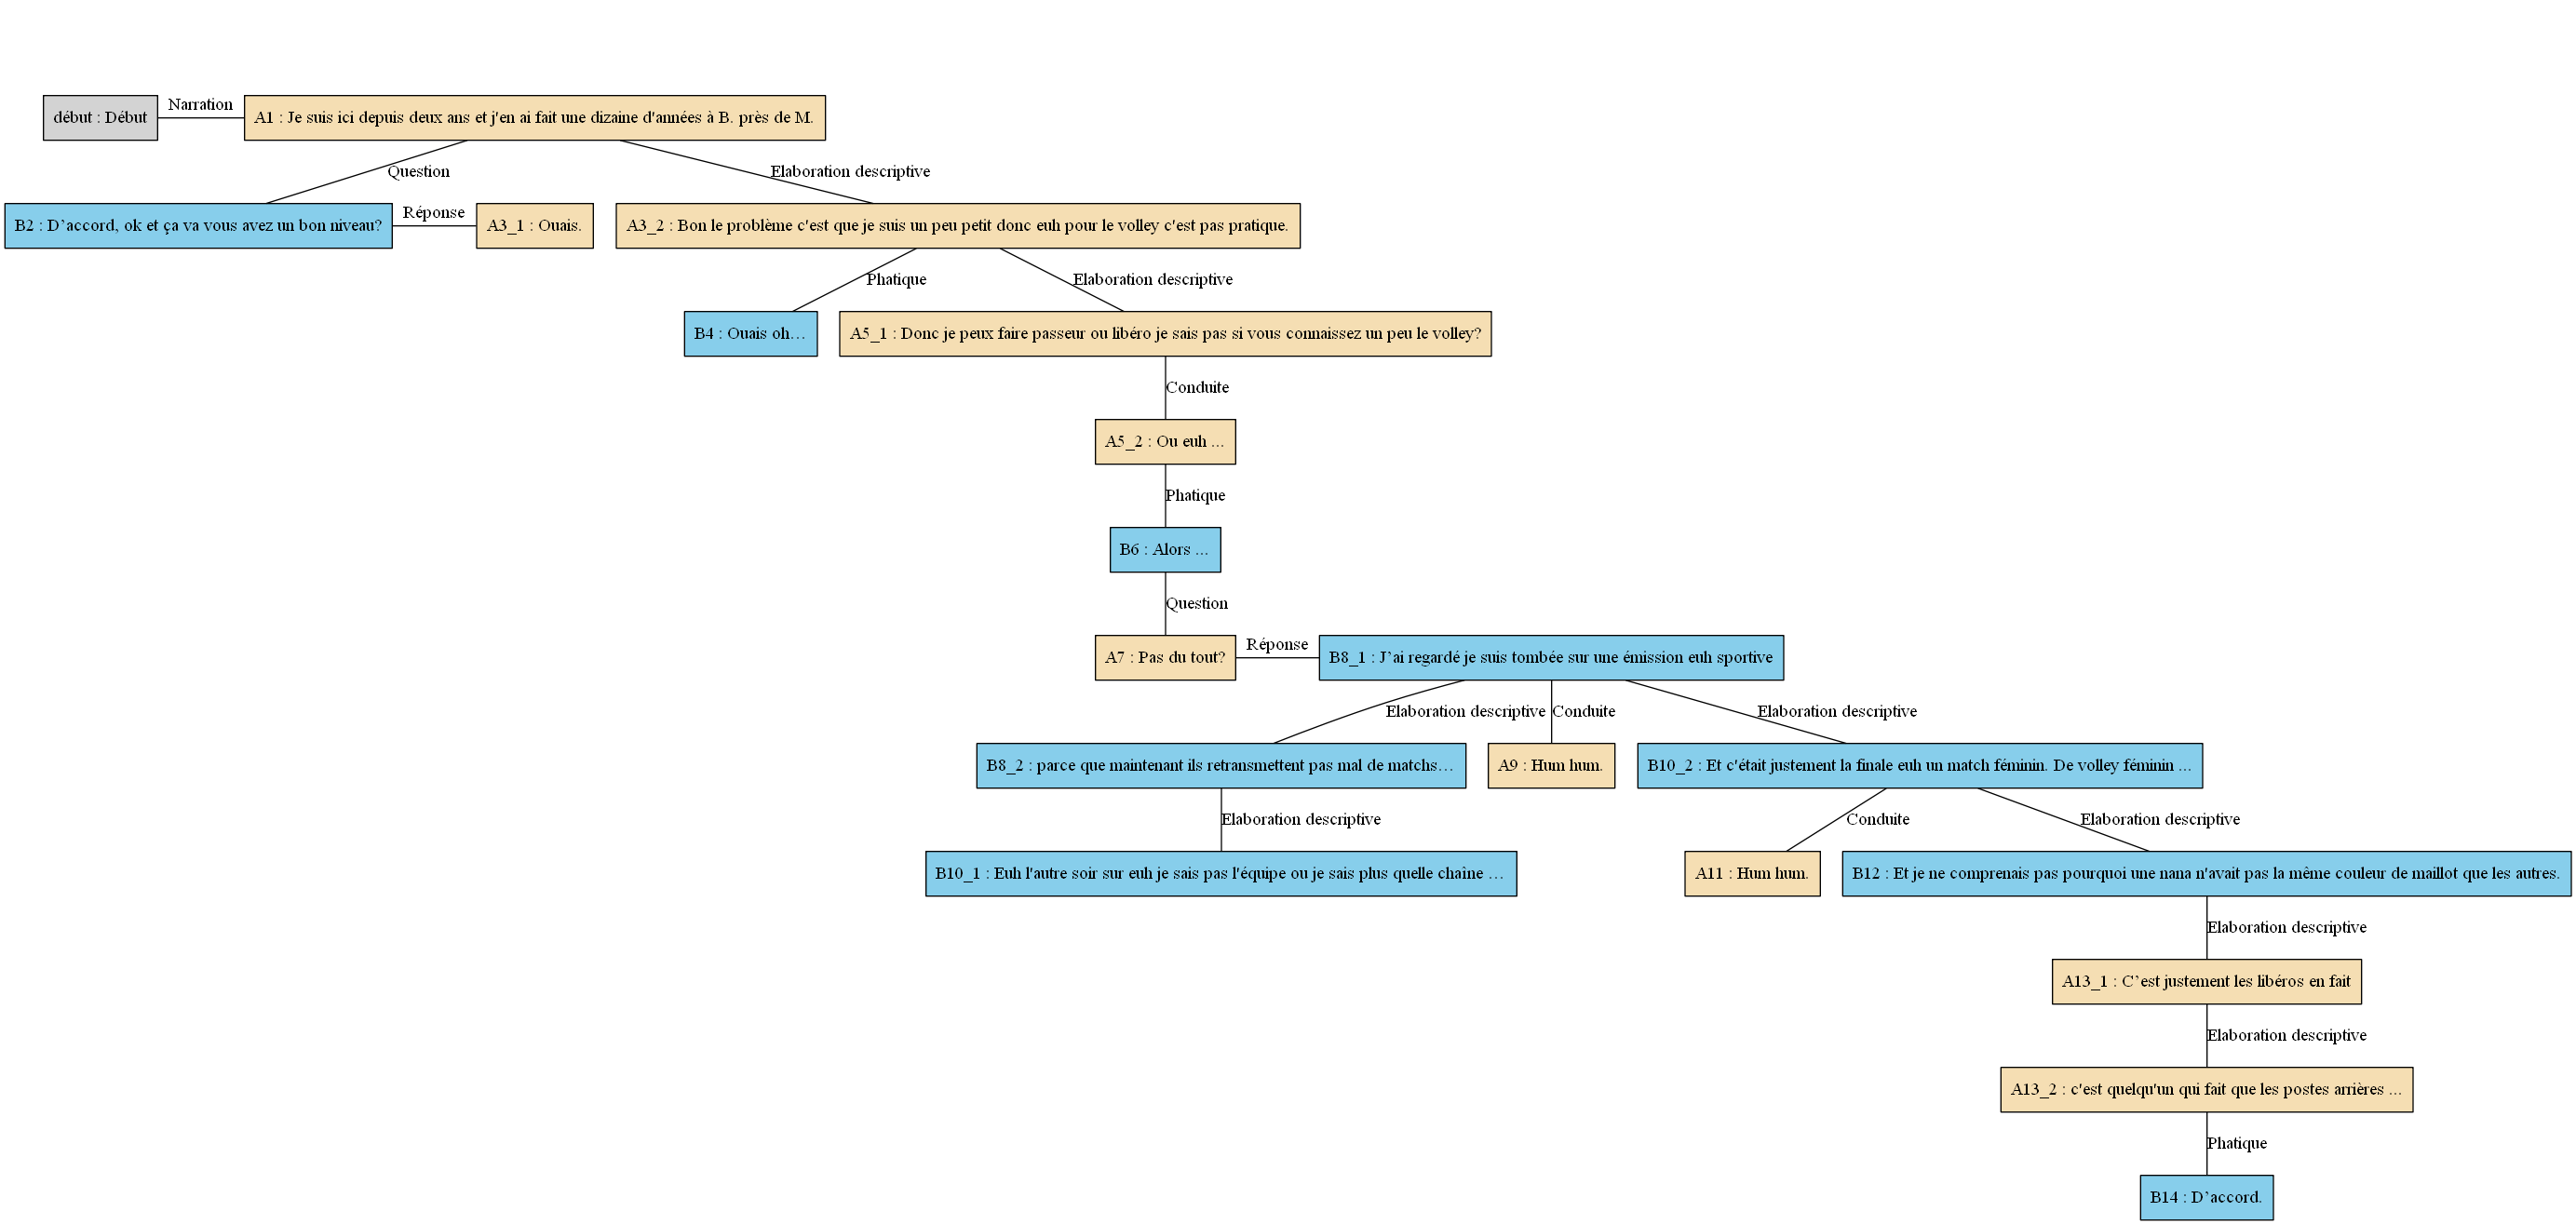 Narration
début : Début
A1 : Je suis ici depuis deux ans et j'en ai fait une dizaine d'années à B. près de M.
Question
Elaboration descriptive
Réponse
B2 : D’accord, ok et ça va vous avez un bon niveau?
A3_1 : Ouais.
A3_2 : Bon le problème c'est que je suis un peu petit donc euh pour le volley c'est pas pratique.
Phatique
Elaboration descriptive
B4 : Ouais oh…
A5_1 : Donc je peux faire passeur ou libéro je sais pas si vous connaissez un peu le volley?
Conduite
A5_2 : Ou euh ...
Phatique
B6 : Alors ...
Question
Réponse
A7 : Pas du tout?
B8_1 : J’ai regardé je suis tombée sur une émission euh sportive
Elaboration descriptive
Conduite
Elaboration descriptive
B8_2 : parce que maintenant ils retransmettent pas mal de matchs…
A9 : Hum hum.
B10_2 : Et c'était justement la finale euh un match féminin. De volley féminin ...
Elaboration descriptive
Conduite
Elaboration descriptive
B10_1 : Euh l'autre soir sur euh je sais pas l'équipe ou je sais plus quelle chaîne …
A11 : Hum hum.
B12 : Et je ne comprenais pas pourquoi une nana n'avait pas la même couleur de maillot que les autres.
Elaboration descriptive
A13_1 : C’est justement les libéros en fait
Elaboration descriptive
A13_2 : c'est quelqu'un qui fait que les postes arrières ...
Phatique
B14 : D’accord.